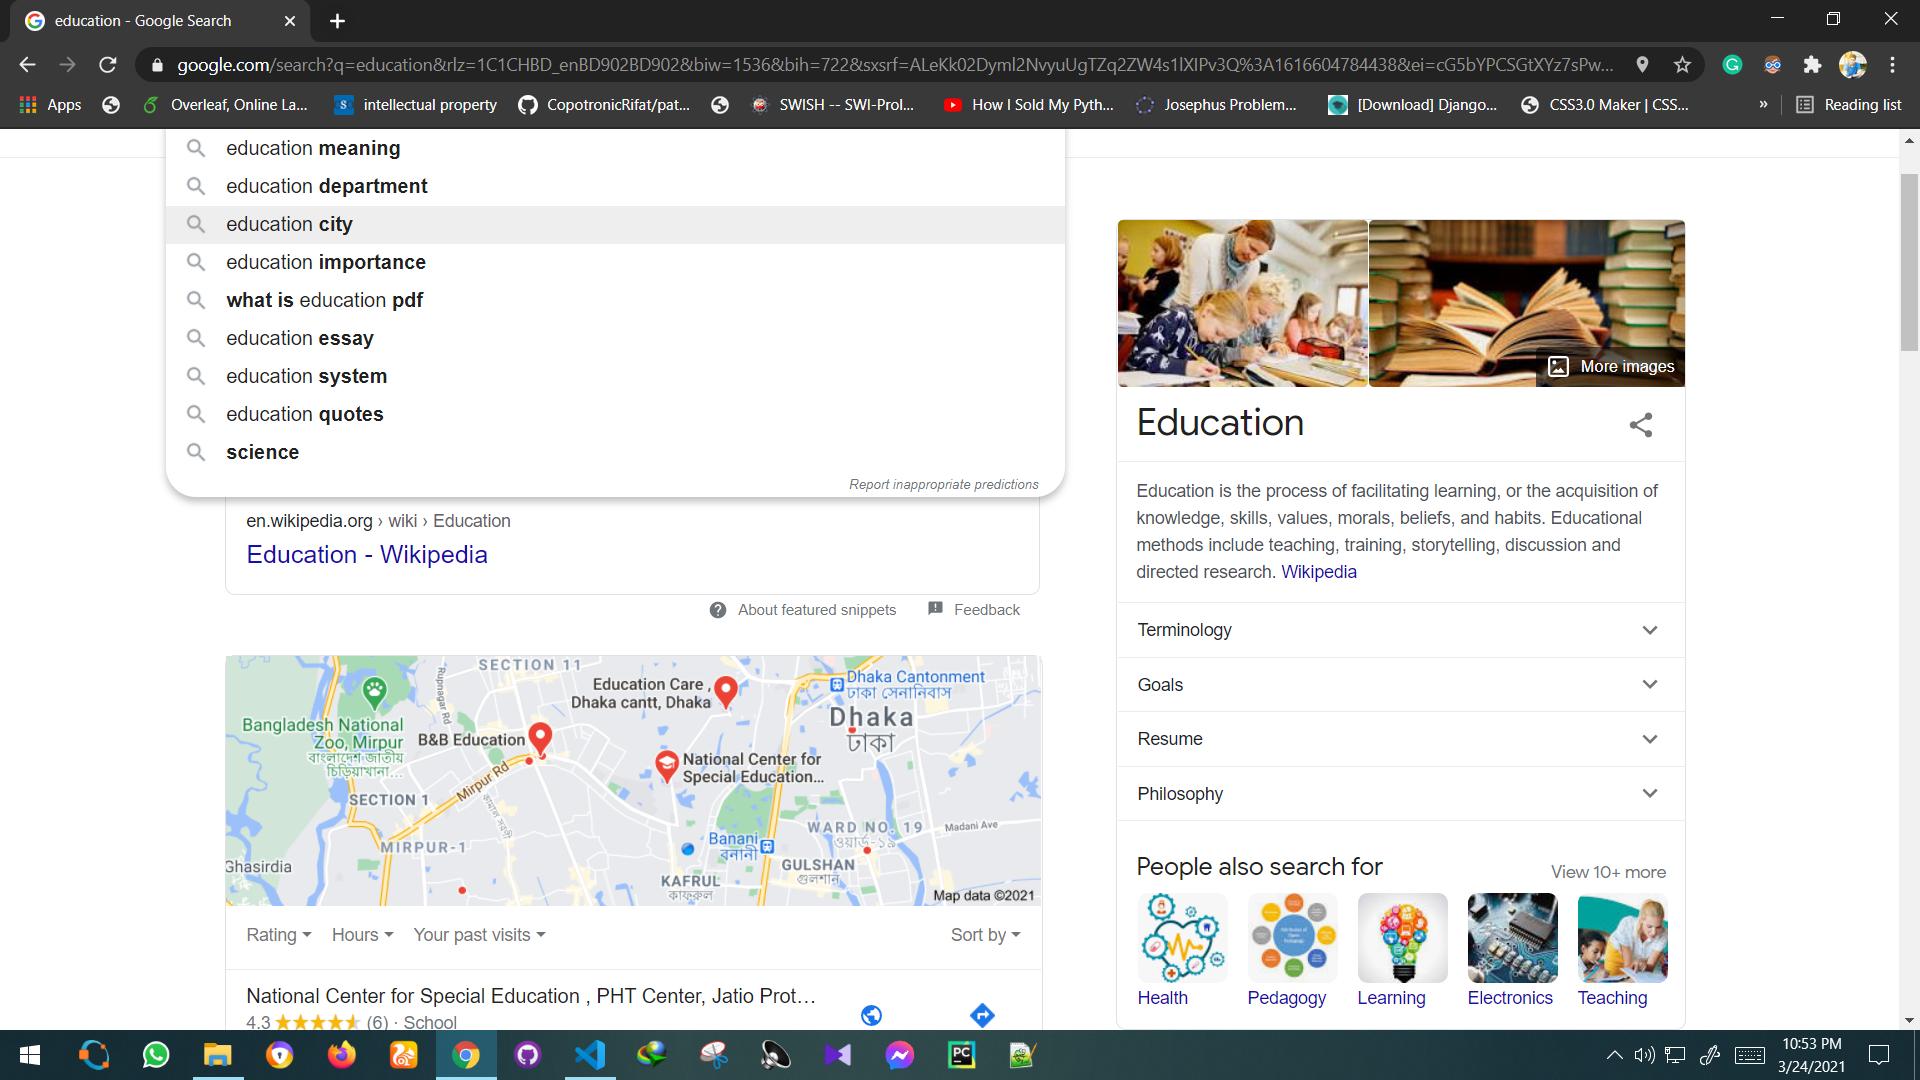 education - Google Search
google.com/search?q=education&rlz=1C1CHBD_enBD902BD902&biw=1536&bih=722&sxsrf=ALeKk02Dyml2NvyuUgTZq2ZW4s1lXIPv3Q%3A1616604784438&ei=cG5bYPCSGtXYz7sPw...
Apps
Overleaf, Online La...
intellectual property
CopotronicRifat/pat...
SWISH -- SWI-Prol...
How I Sold My Pyth...
Josephus Problem...
[Download] Django...
CSS3.0 Maker | CSS...
»
Reading list
education meaning
education department
education city
education importance
what is education pdf
education essay
education system
education quotes
science
Report inappropriate predictions
en.wikipedia.org › wiki › Education
Education - Wikipedia
About featured snippets
Feedback
SECTION 11
Rupnagar Rd
Education Care ,
Dhaka cantt, Dhaka
Dhaka Cantonment
ঢাকা সেনানিবাস
Bangladesh National
Zoo, Mirpur
বাংলাদেশ জাতীয়
চিড়িয়াখানা...
B&B Education
Dhaka
ঢাকা
National Center for
Special Education...
Mirpur Rd
SECTION 1
MIRPUR-1
Banani
বনানী
WARD NO. 19
ওয়ার্ড-১৯
Madani Ave
Ghasirdia
GULSHAN
গুলশান
KAFRUL
কাফরুল
Map data ©2021
Rating
Hours
Your past visits
Sort by
National Center for Special Education , PHT Center, Jatio Prot...
4.3 (6) · School
More images
Education
Education is the process of facilitating learning, or the acquisition of
knowledge, skills, values, morals, beliefs, and habits. Educational
methods include teaching, training, storytelling, discussion and
directed research. Wikipedia
Terminology
Goals
Resume
Philosophy
People also search for
View 10+ more
Health
Pedagogy
Learning
Electronics
Teaching
10:53 PM
3/24/2021